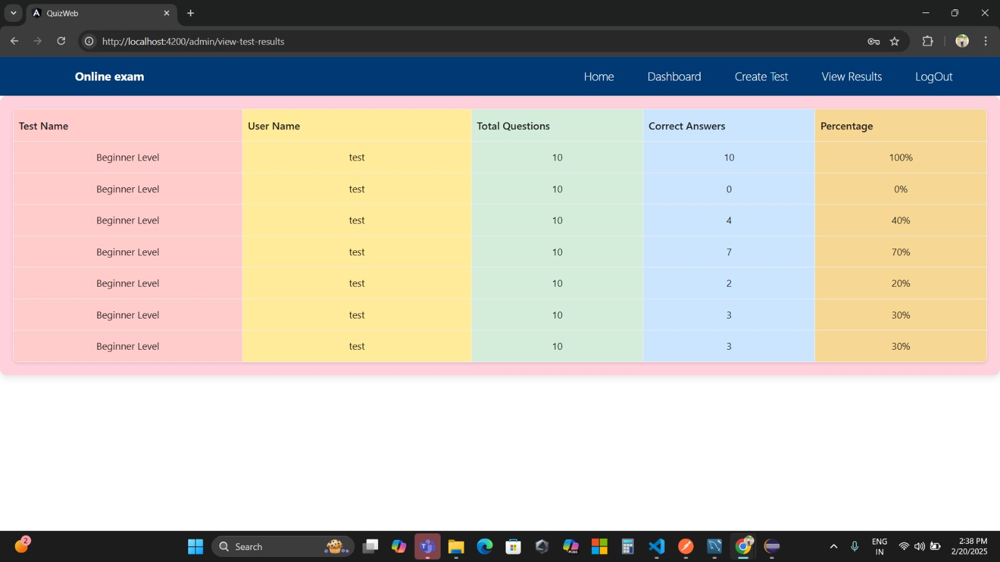 QuizWeb
http://localhost:4200/admin/view-test-results
Online exam Home Dashboard Create Test View Results LogOut
Test Name User Name Total Questions Correct Answers Percentage
Beginner Level test 10 10 100%
Beginner Level test 10 0 0%
Beginner Level test 10 4 40%
Beginner Level test 10 7 70%
Beginner Level test 10 2 20%
Beginner Level test 10 3 30%
Beginner Level test 10 3 30%
2 Search M365 ENG 2:38 PM
IN 2/20/2025